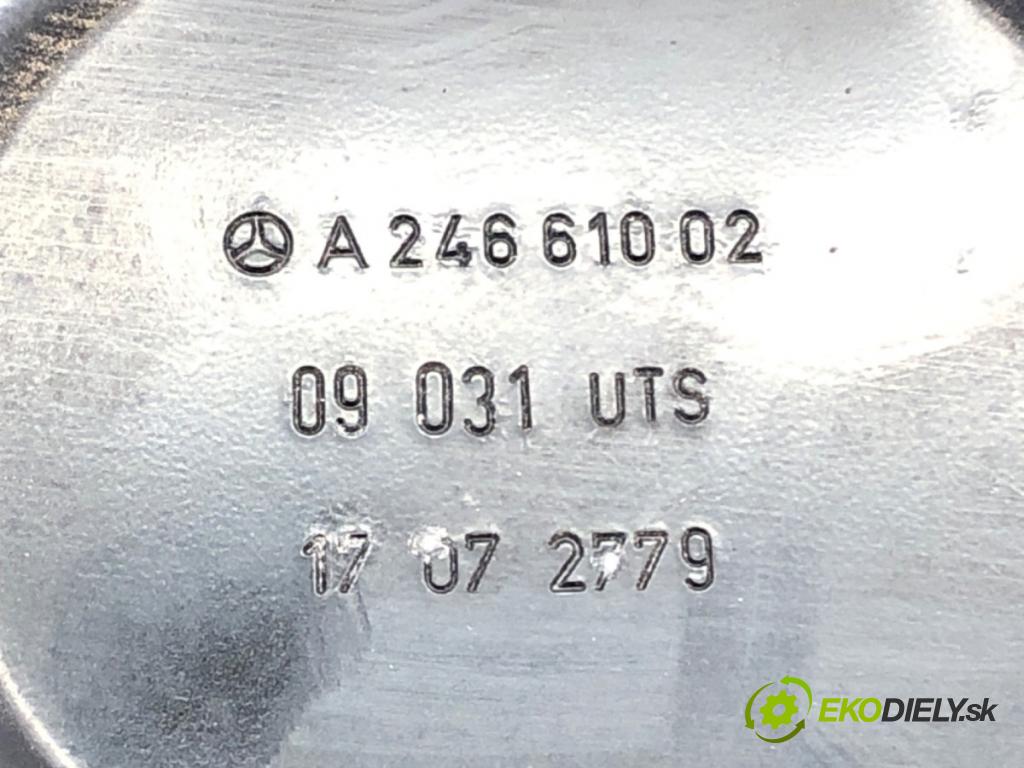 A 246 610 02
09 031 UTS
17 07 2779
EKODIELY.sk